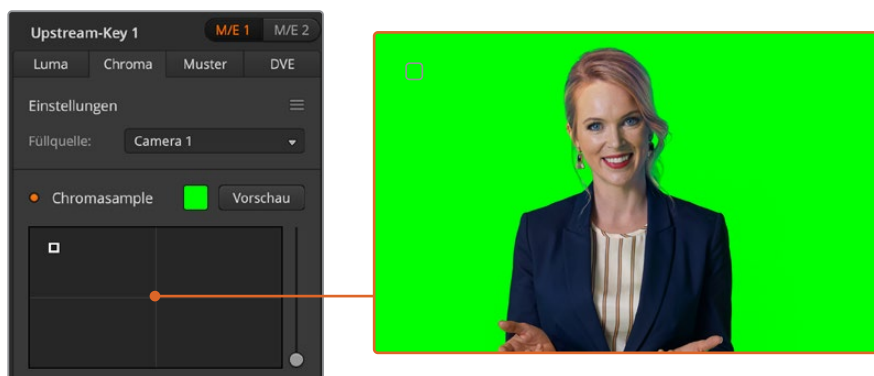 Upstream-Key 1 M/E 1 M/E 2
Luma Chroma Muster DVE
Einstellungen
Füllquelle: Camera 1
Chromasample Vorschau